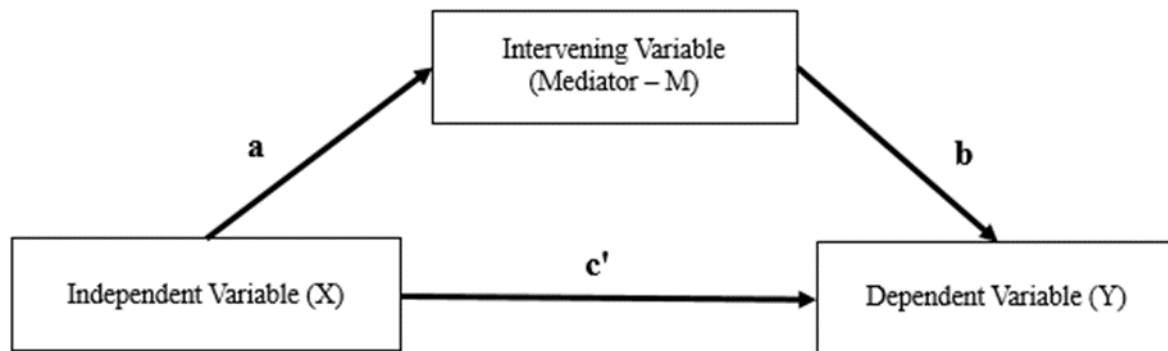 Intervening Variable
(Mediator – M)
a
b
c'
Independent Variable (X)
Dependent Variable (Y)